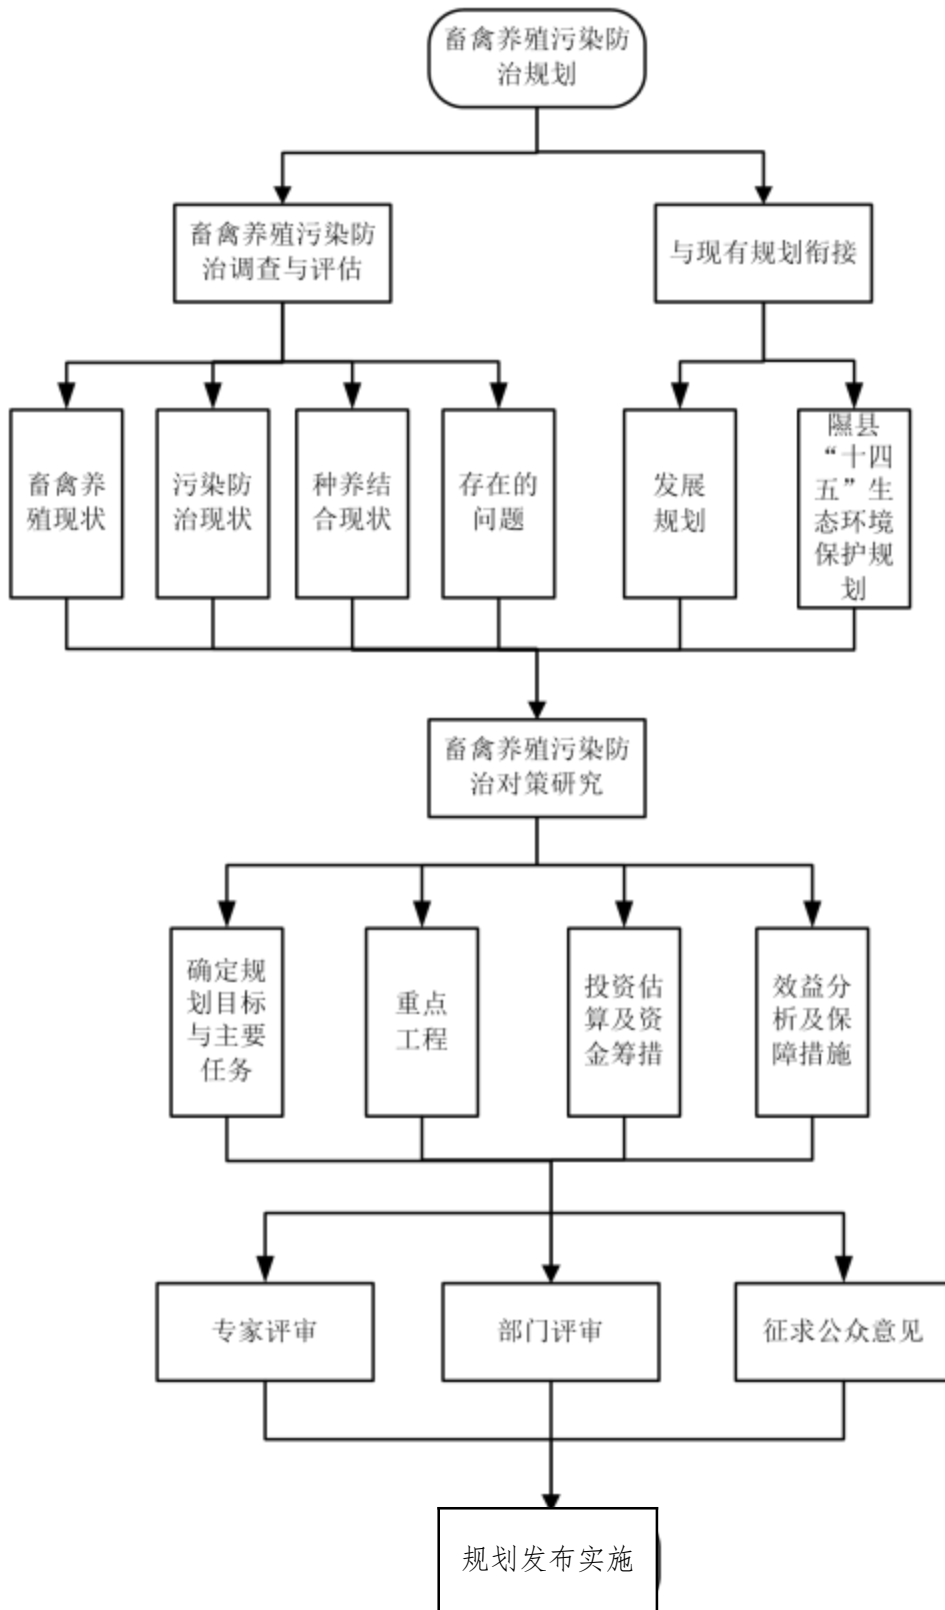 畜禽养殖污染防
治规划
畜禽养殖污染防
治调查与评估
与现有规划衔接
畜禽养
殖现状
污染防
治现状
种养结
合现状
存在的
问题
发展
规划
隰县
“十四
五”生
态环境
保护规
划
畜禽养殖污染防
治对策研究
确定规
划目标
与主要
任务
重点
工程
投资估
算及资
金筹措
效益分
析及保
障措施
专家评审
部门评审
征求公众意见
规划发布实施